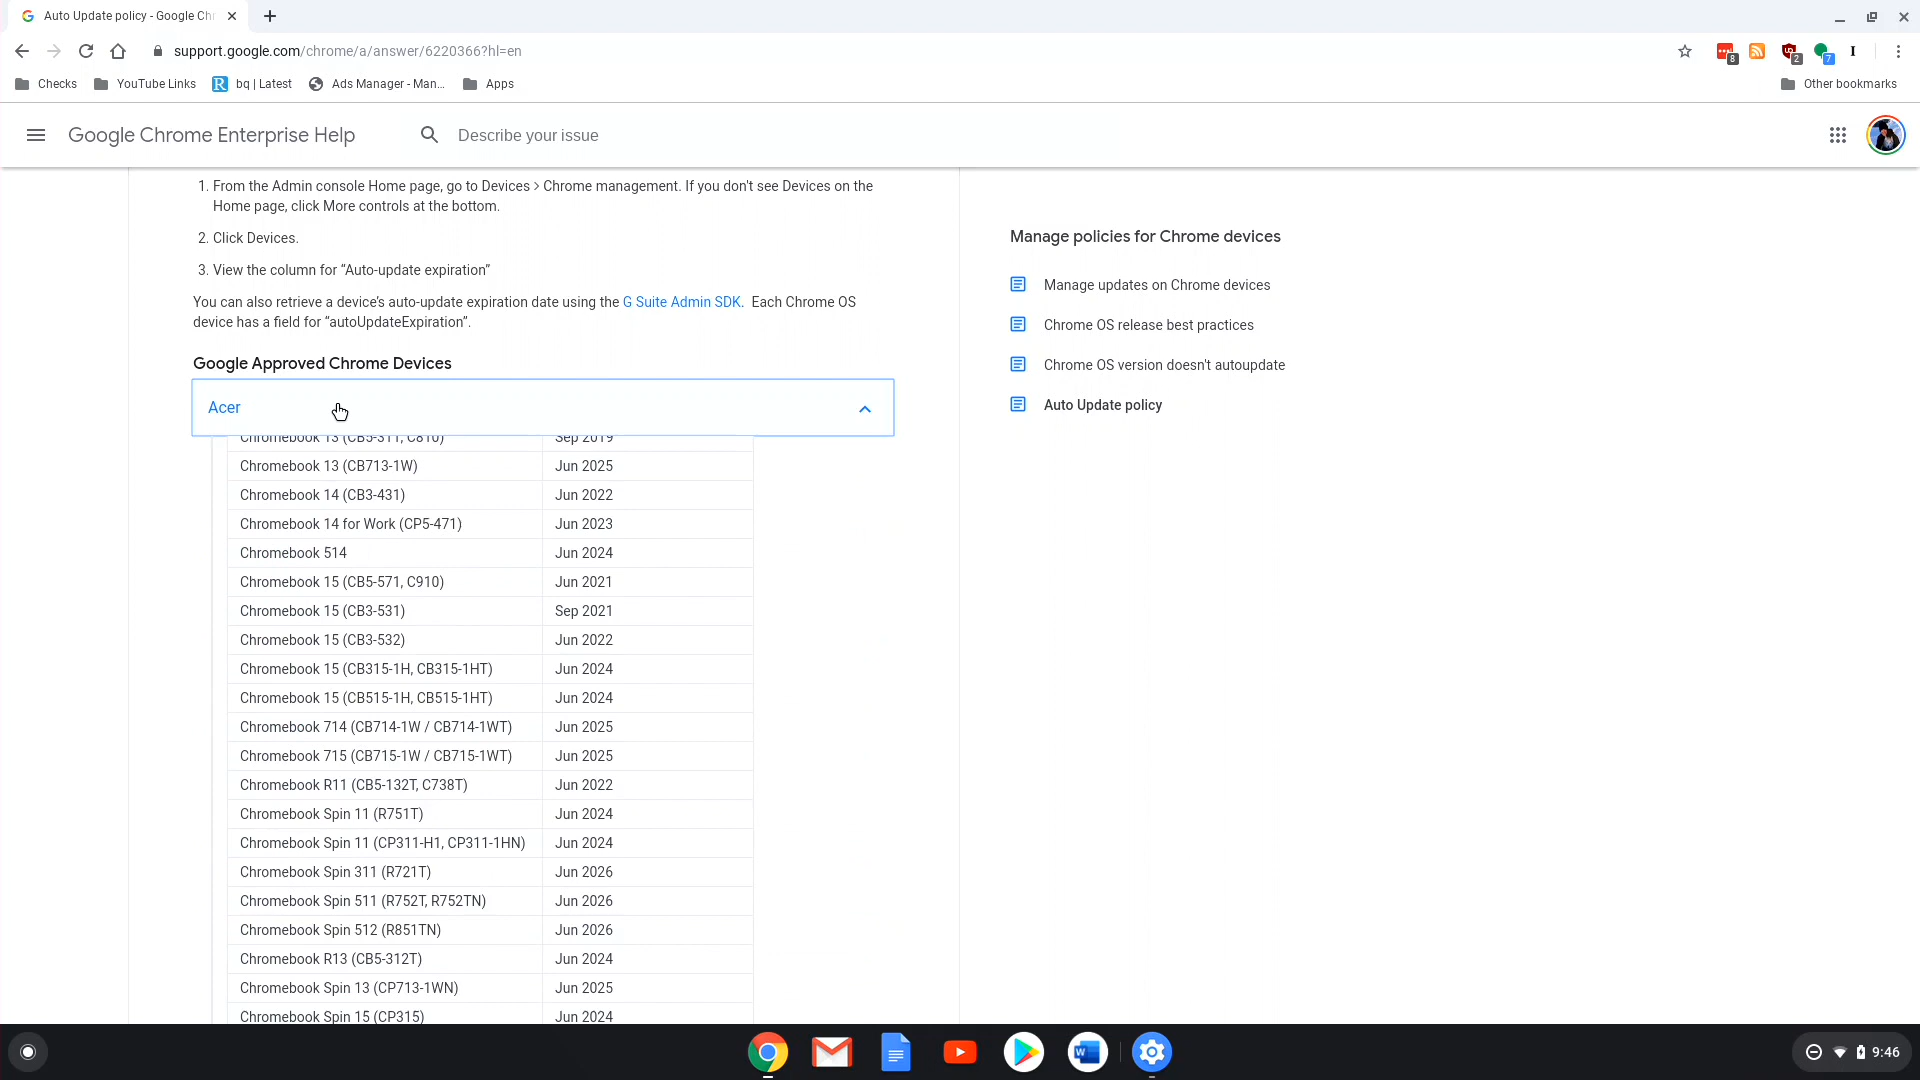 Auto Update policy - Google Ch
support.google.com/chrome/a/answer/6220366?hl=en
8
2
7
I
Checks
YouTube Links
R
bq | Latest
Ads Manager - Man...
Apps
Other bookmarks
Google Chrome Enterprise Help
Describe your issue
1. From the Admin console Home page, go to Devices > Chrome management. If you don't see Devices on the
Home page, click More controls at the bottom.
2. Click Devices.
3. View the column for “Auto-update expiration”
You can also retrieve a device's auto-update expiration date using the G Suite Admin SDK. Each Chrome OS
device has a field for “autoUpdateExpiration”.
Google Approved Chrome Devices
Acer
Chromebook 13 (CB5-311, C810) Sep 2019
Chromebook 13 (CB713-1W) Jun 2025
Chromebook 14 (CB3-431) Jun 2022
Chromebook 14 for Work (CP5-471) Jun 2023
Chromebook 514 Jun 2024
Chromebook 15 (CB5-571, C910) Jun 2021
Chromebook 15 (CB3-531) Sep 2021
Chromebook 15 (CB3-532) Jun 2022
Chromebook 15 (CB315-1H, CB315-1HT) Jun 2024
Chromebook 15 (CB515-1H, CB515-1HT) Jun 2024
Chromebook 714 (CB714-1W / CB714-1WT) Jun 2025
Chromebook 715 (CB715-1W / CB715-1WT) Jun 2025
Chromebook R11 (CB5-132T, C738T) Jun 2022
Chromebook Spin 11 (R751T) Jun 2024
Chromebook Spin 11 (CP311-H1, CP311-1HN) Jun 2024
Chromebook Spin 311 (R721T) Jun 2026
Chromebook Spin 511 (R752T, R752TN) Jun 2026
Chromebook Spin 512 (R851TN) Jun 2026
Chromebook R13 (CB5-312T) Jun 2024
Chromebook Spin 13 (CP713-1WN) Jun 2025
Chromebook Spin 15 (CP315) Jun 2024
Manage policies for Chrome devices
Manage updates on Chrome devices
Chrome OS release best practices
Chrome OS version doesn't autoupdate
Auto Update policy
W
9:46